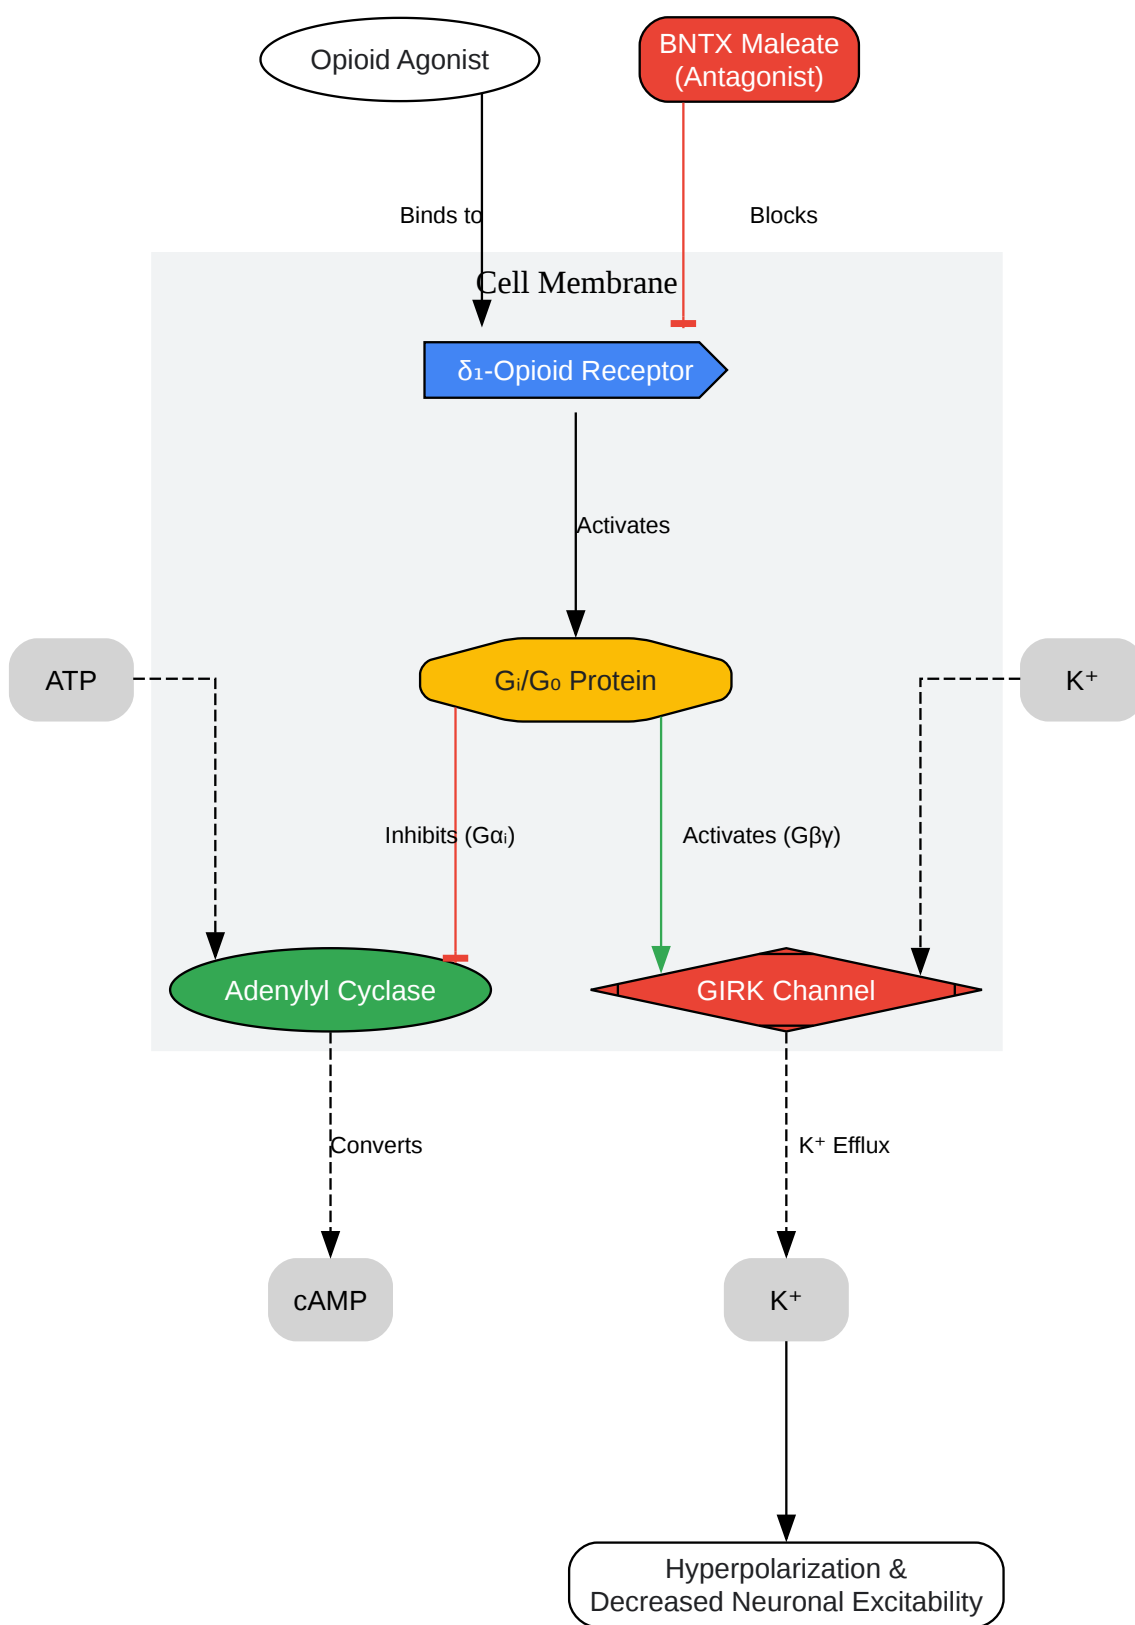 Opioid Agonist
BNTX Maleate
(Antagonist)
Binds to
Blocks
Cell Membrane
δ₁-Opioid Receptor
Activates
ATP
Gᵢ/G₀ Protein
K⁺
Inhibits (Gαᵢ)
Activates (Gβγ)
Adenylyl Cyclase
GIRK Channel
Converts
K⁺ Efflux
cAMP
K⁺
Hyperpolarization &
Decreased Neuronal Excitability